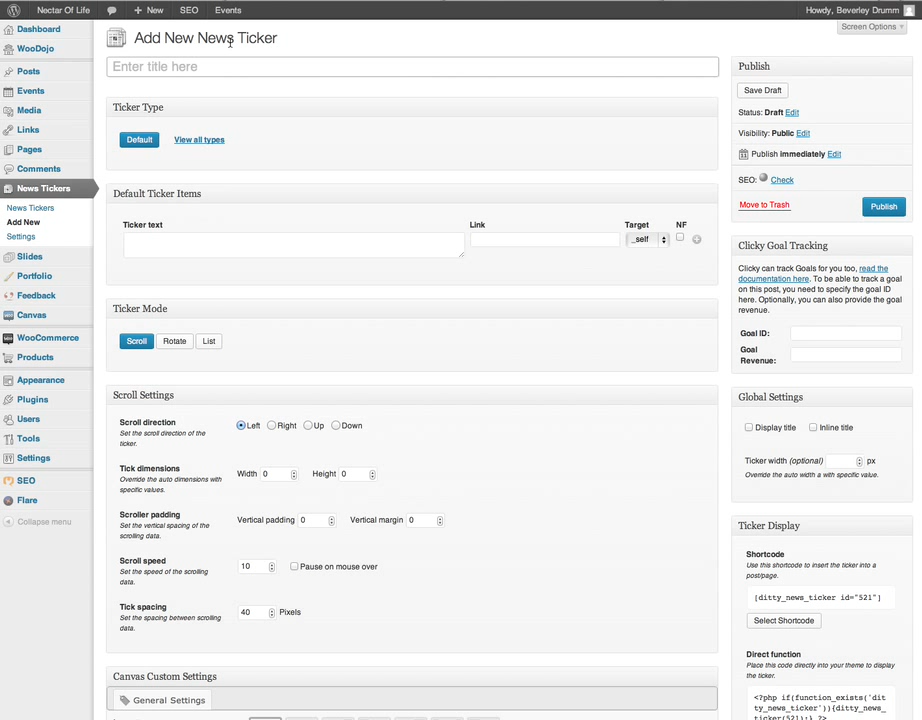 Nectar Of Life
+ New
SEO
Events
Howdy, Beverley Drumm
Screen Options
Dashboard
WooDojo
Posts
Events
Media
Links
Pages
Comments
News Tickers
News Tickers
Add New
Settings
Slides
Portfolio
Feedback
Canvas
WooCommerce
Products
Appearance
Plugins
Users
Tools
Settings
SEO
Flare
Collapse menu
Add New News Ticker
Enter title here
Ticker Type
Default
View all types
Default Ticker Items
Ticker text
Link
Target
NF
_self
Ticker Mode
Scroll
Rotate
List
Scroll Settings
Scroll direction
Set the scroll direction of the
ticker.
Left
Right
Up
Down
Tick dimensions
Override the auto dimensions with
specific values.
Width 0
Height 0
Scroller padding
Set the vertical spacing of the
scrolling data.
Vertical padding 0
Vertical margin 0
Scroll speed
Set the speed of the scrolling
data.
10
Pause on mouse over
Tick spacing
Set the spacing between scrolling
data.
40 Pixels
Canvas Custom Settings
General Settings
Publish
Save Draft
Status: Draft Edit
Visibility: Public Edit
Publish immediately Edit
SEO: Check
Move to Trash
Publish
Clicky Goal Tracking
Clicky can track Goals for you too, read the
documentation here. To be able to track a goal
on this post, you need to specify the goal ID
here. Optionally, you can also provide the goal
revenue.
Goal ID:
Goal
Revenue:
Global Settings
Display title
Inline title
Ticker width (optional)
px
Override the auto width a with specific value.
Ticker Display
Shortcode
Use this shortcode to insert the ticker into a
post/page.
[ditty_news_ticker id="521"]
Select Shortcode
Direct function
Place this code directly into your theme to display
the ticker.
<?php if(function_exists('dit
ty_news_ticker')){ditty_news_
ticker(521);} ?>